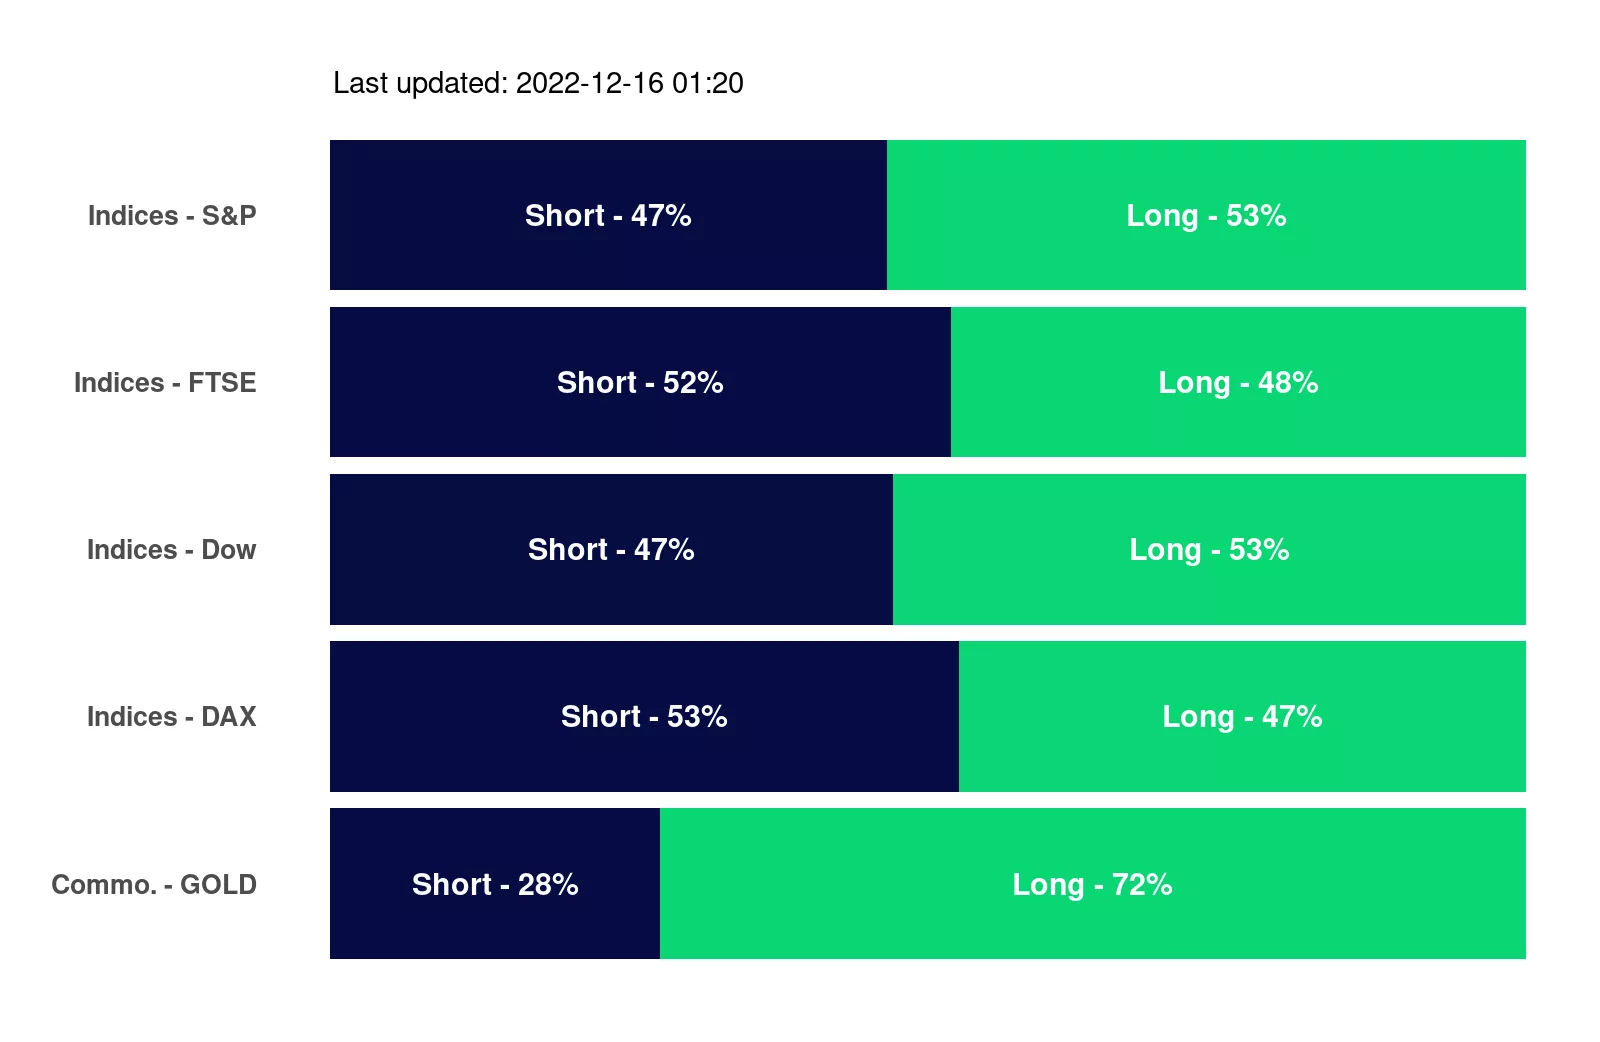 Last updated: 2022-12-16 01:20
Indices - S&P Short - 47% Long - 53%
Indices - FTSE Short - 52% Long - 48%
Indices - Dow Short - 47% Long - 53%
Indices - DAX Short - 53% Long - 47%
Commo. - GOLD Short - 28% Long - 72%